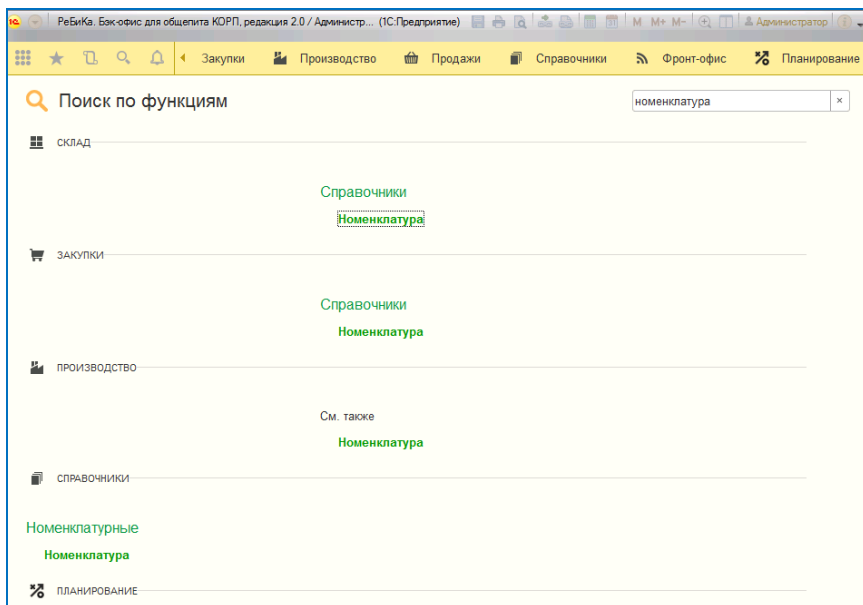 1С РеБиКа. Бэк-офис для общепита КОРП, редакция 2.0 / Администр... (1С:Предприятие) 31 M M+ M- Администратор
Закупки Производство Продажи Справочники Фронт-офис Планирование
Поиск по функциям номенклатура ×
СКЛАД
Справочники
Номенклатура
ЗАКУПКИ
Справочники
Номенклатура
ПРОИЗВОДСТВО
См. также
Номенклатура
СПРАВОЧНИКИ
Номенклатурные
Номенклатура
ПЛАНИРОВАНИЕ